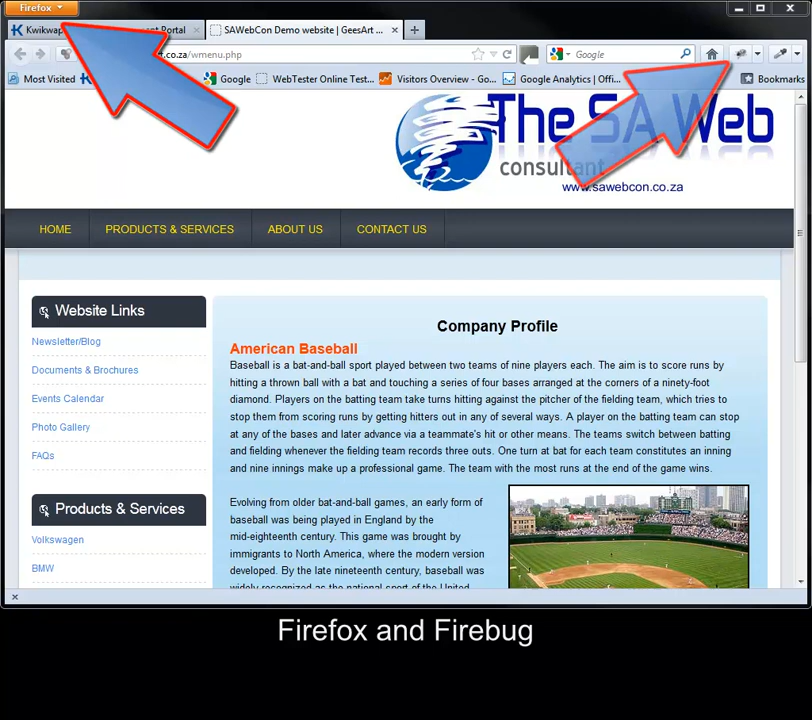 Firefox
Kwikwap
ent Portal
SAWebCon Demo website | GeesArt ...
t.co.za/wmenu.php
Google
Most Visited
Google
WebTester Online Test...
Visitors Overview - Go...
Google Analytics | Offi...
Bookmarks
The SA Web
consultant
www.sawebcon.co.za
HOME
PRODUCTS & SERVICES
ABOUT US
CONTACT US
Website Links
Newsletter/Blog
Documents & Brochures
Events Calendar
Photo Gallery
FAQs
Products & Services
Volkswagen
BMW
Company Profile
American Baseball
Baseball is a bat-and-ball sport played between two teams of nine players each. The aim is to score runs by
hitting a thrown ball with a bat and touching a series of four bases arranged at the corners of a ninety-foot
diamond. Players on the batting team take turns hitting against the pitcher of the fielding team, which tries to
stop them from scoring runs by getting hitters out in any of several ways. A player on the batting team can stop
at any of the bases and later advance via a teammate's hit or other means. The teams switch between batting
and fielding whenever the fielding team records three outs. One turn at bat for each team constitutes an inning
and nine innings make up a professional game. The team with the most runs at the end of the game wins.
Evolving from older bat-and-ball games, an early form of
baseball was being played in England by the
mid-eighteenth century. This game was brought by
immigrants to North America, where the modern version
developed. By the late nineteenth century, baseball was
widely recognized as the national sport of the United
Firefox and Firebug